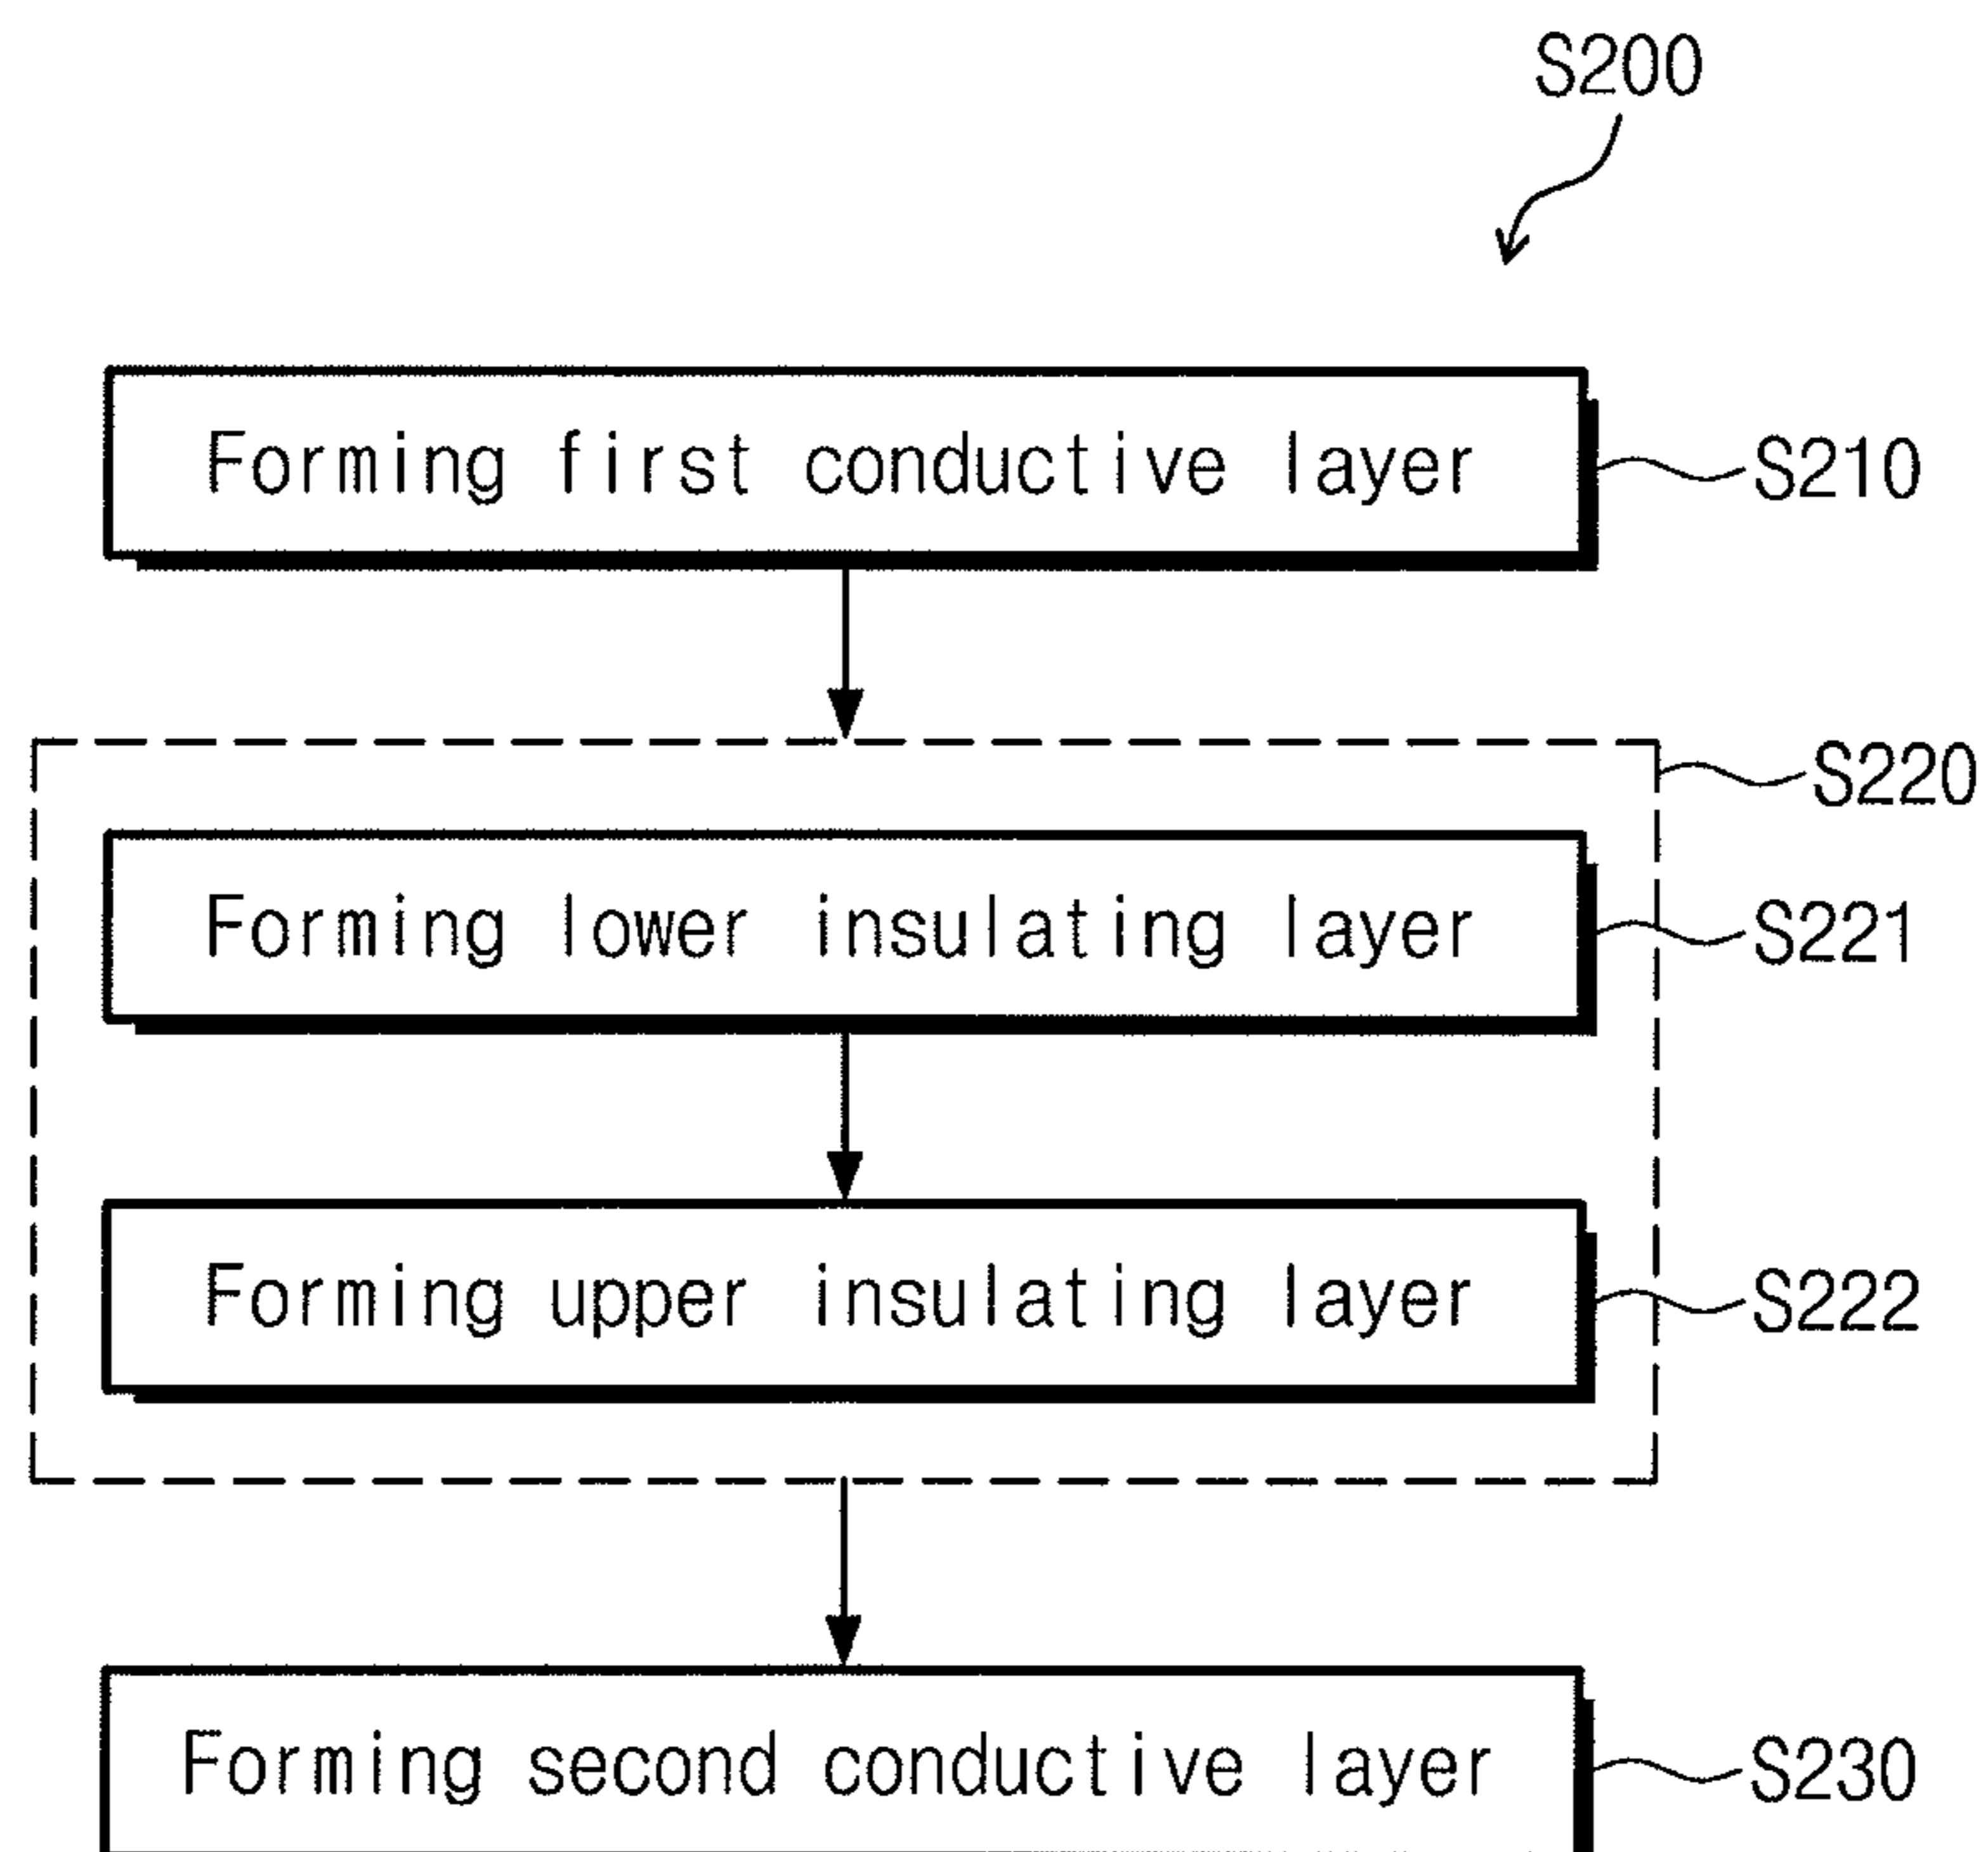 S200
Forming first conductive layer
S210
S220
Forming lower insulating layer
S221
Forming upper insulating layer
S222
Forming second conductive layer
S230